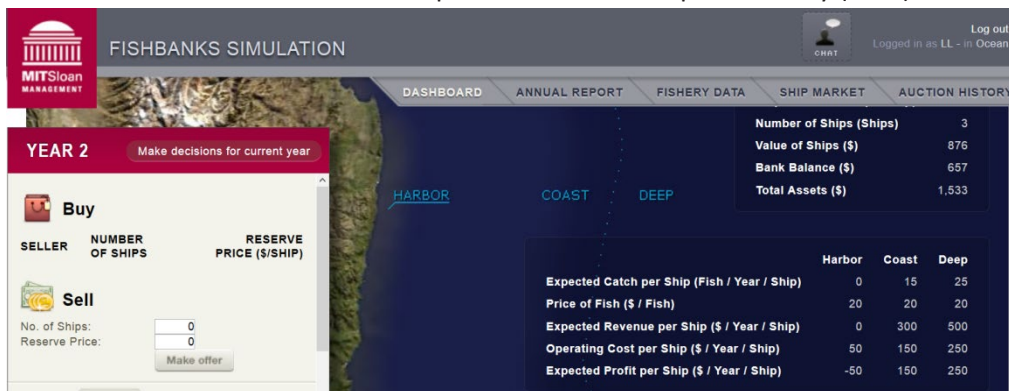 FISHBANKS SIMULATION
CHAT
Log out
Logged in as LL - in Ocean
MITSloan
MANAGEMENT
DASHBOARD ANNUAL REPORT FISHERY DATA SHIP MARKET AUCTION HISTORY
YEAR 2 Make decisions for current year
Buy
SELLER NUMBER OF SHIPS RESERVE PRICE ($/SHIP)
Sell
No. of Ships: 0
Reserve Price: 0
Make offer
HARBOR COAST DEEP
Number of Ships (Ships) 3
Value of Ships ($) 876
Bank Balance ($) 657
Total Assets ($) 1,533
Harbor Coast Deep
Expected Catch per Ship (Fish / Year / Ship) 0 15 25
Price of Fish ($ / Fish) 20 20 20
Expected Revenue per Ship ($ / Year / Ship) 0 300 500
Operating Cost per Ship ($ / Year / Ship) 50 150 250
Expected Profit per Ship ($ / Year / Ship) -50 150 250